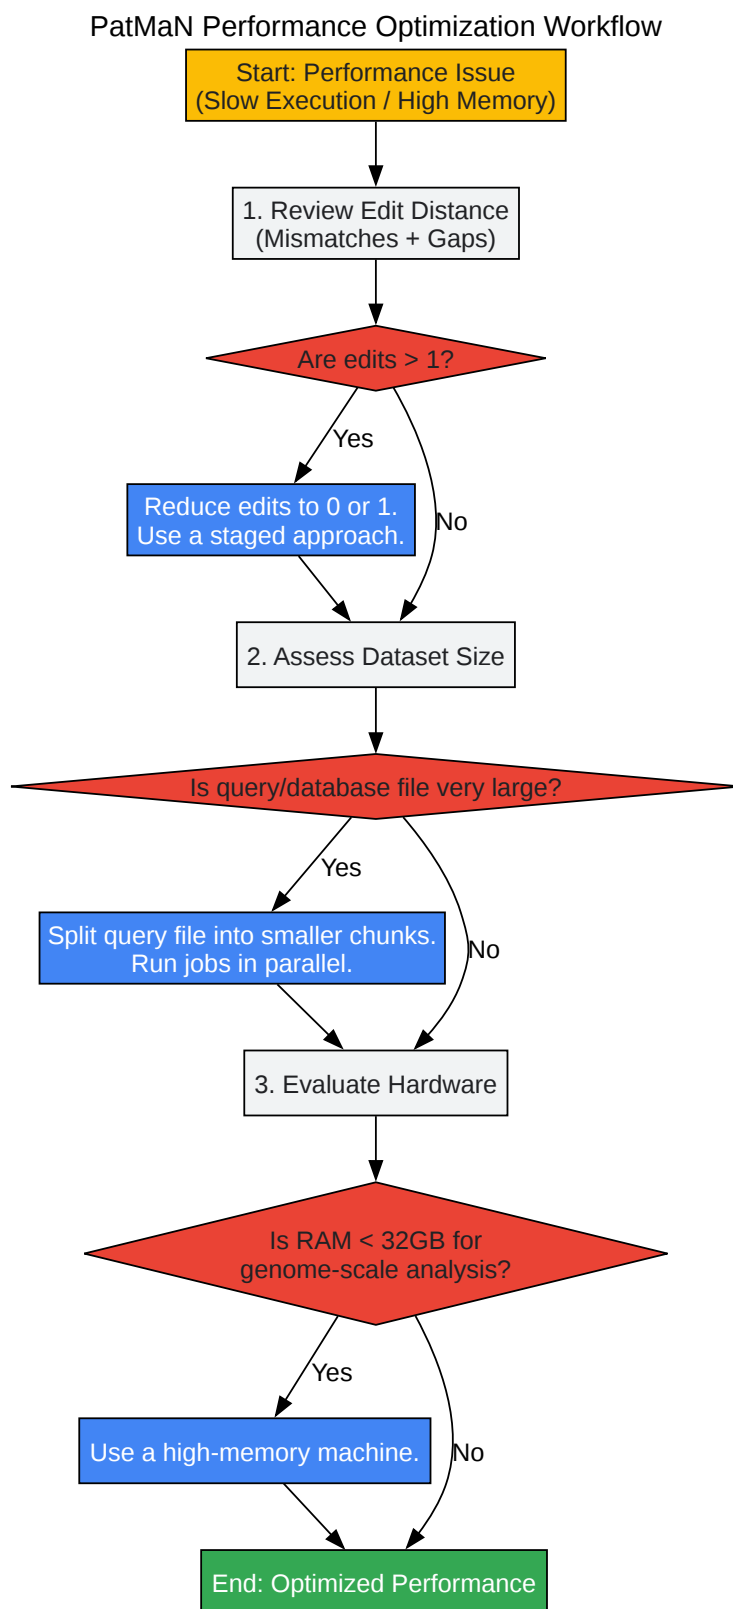 PatMaN Performance Optimization Workflow
Start: Performance Issue
(Slow Execution / High Memory)
1. Review Edit Distance
(Mismatches + Gaps)
Are edits > 1?
Yes
Reduce edits to 0 or 1.
Use a staged approach.
No
2. Assess Dataset Size
Is query/database file very large?
Yes
Split query file into smaller chunks.
Run jobs in parallel.
No
3. Evaluate Hardware
Is RAM < 32GB for
genome-scale analysis?
Yes
Use a high-memory machine.
No
End: Optimized Performance